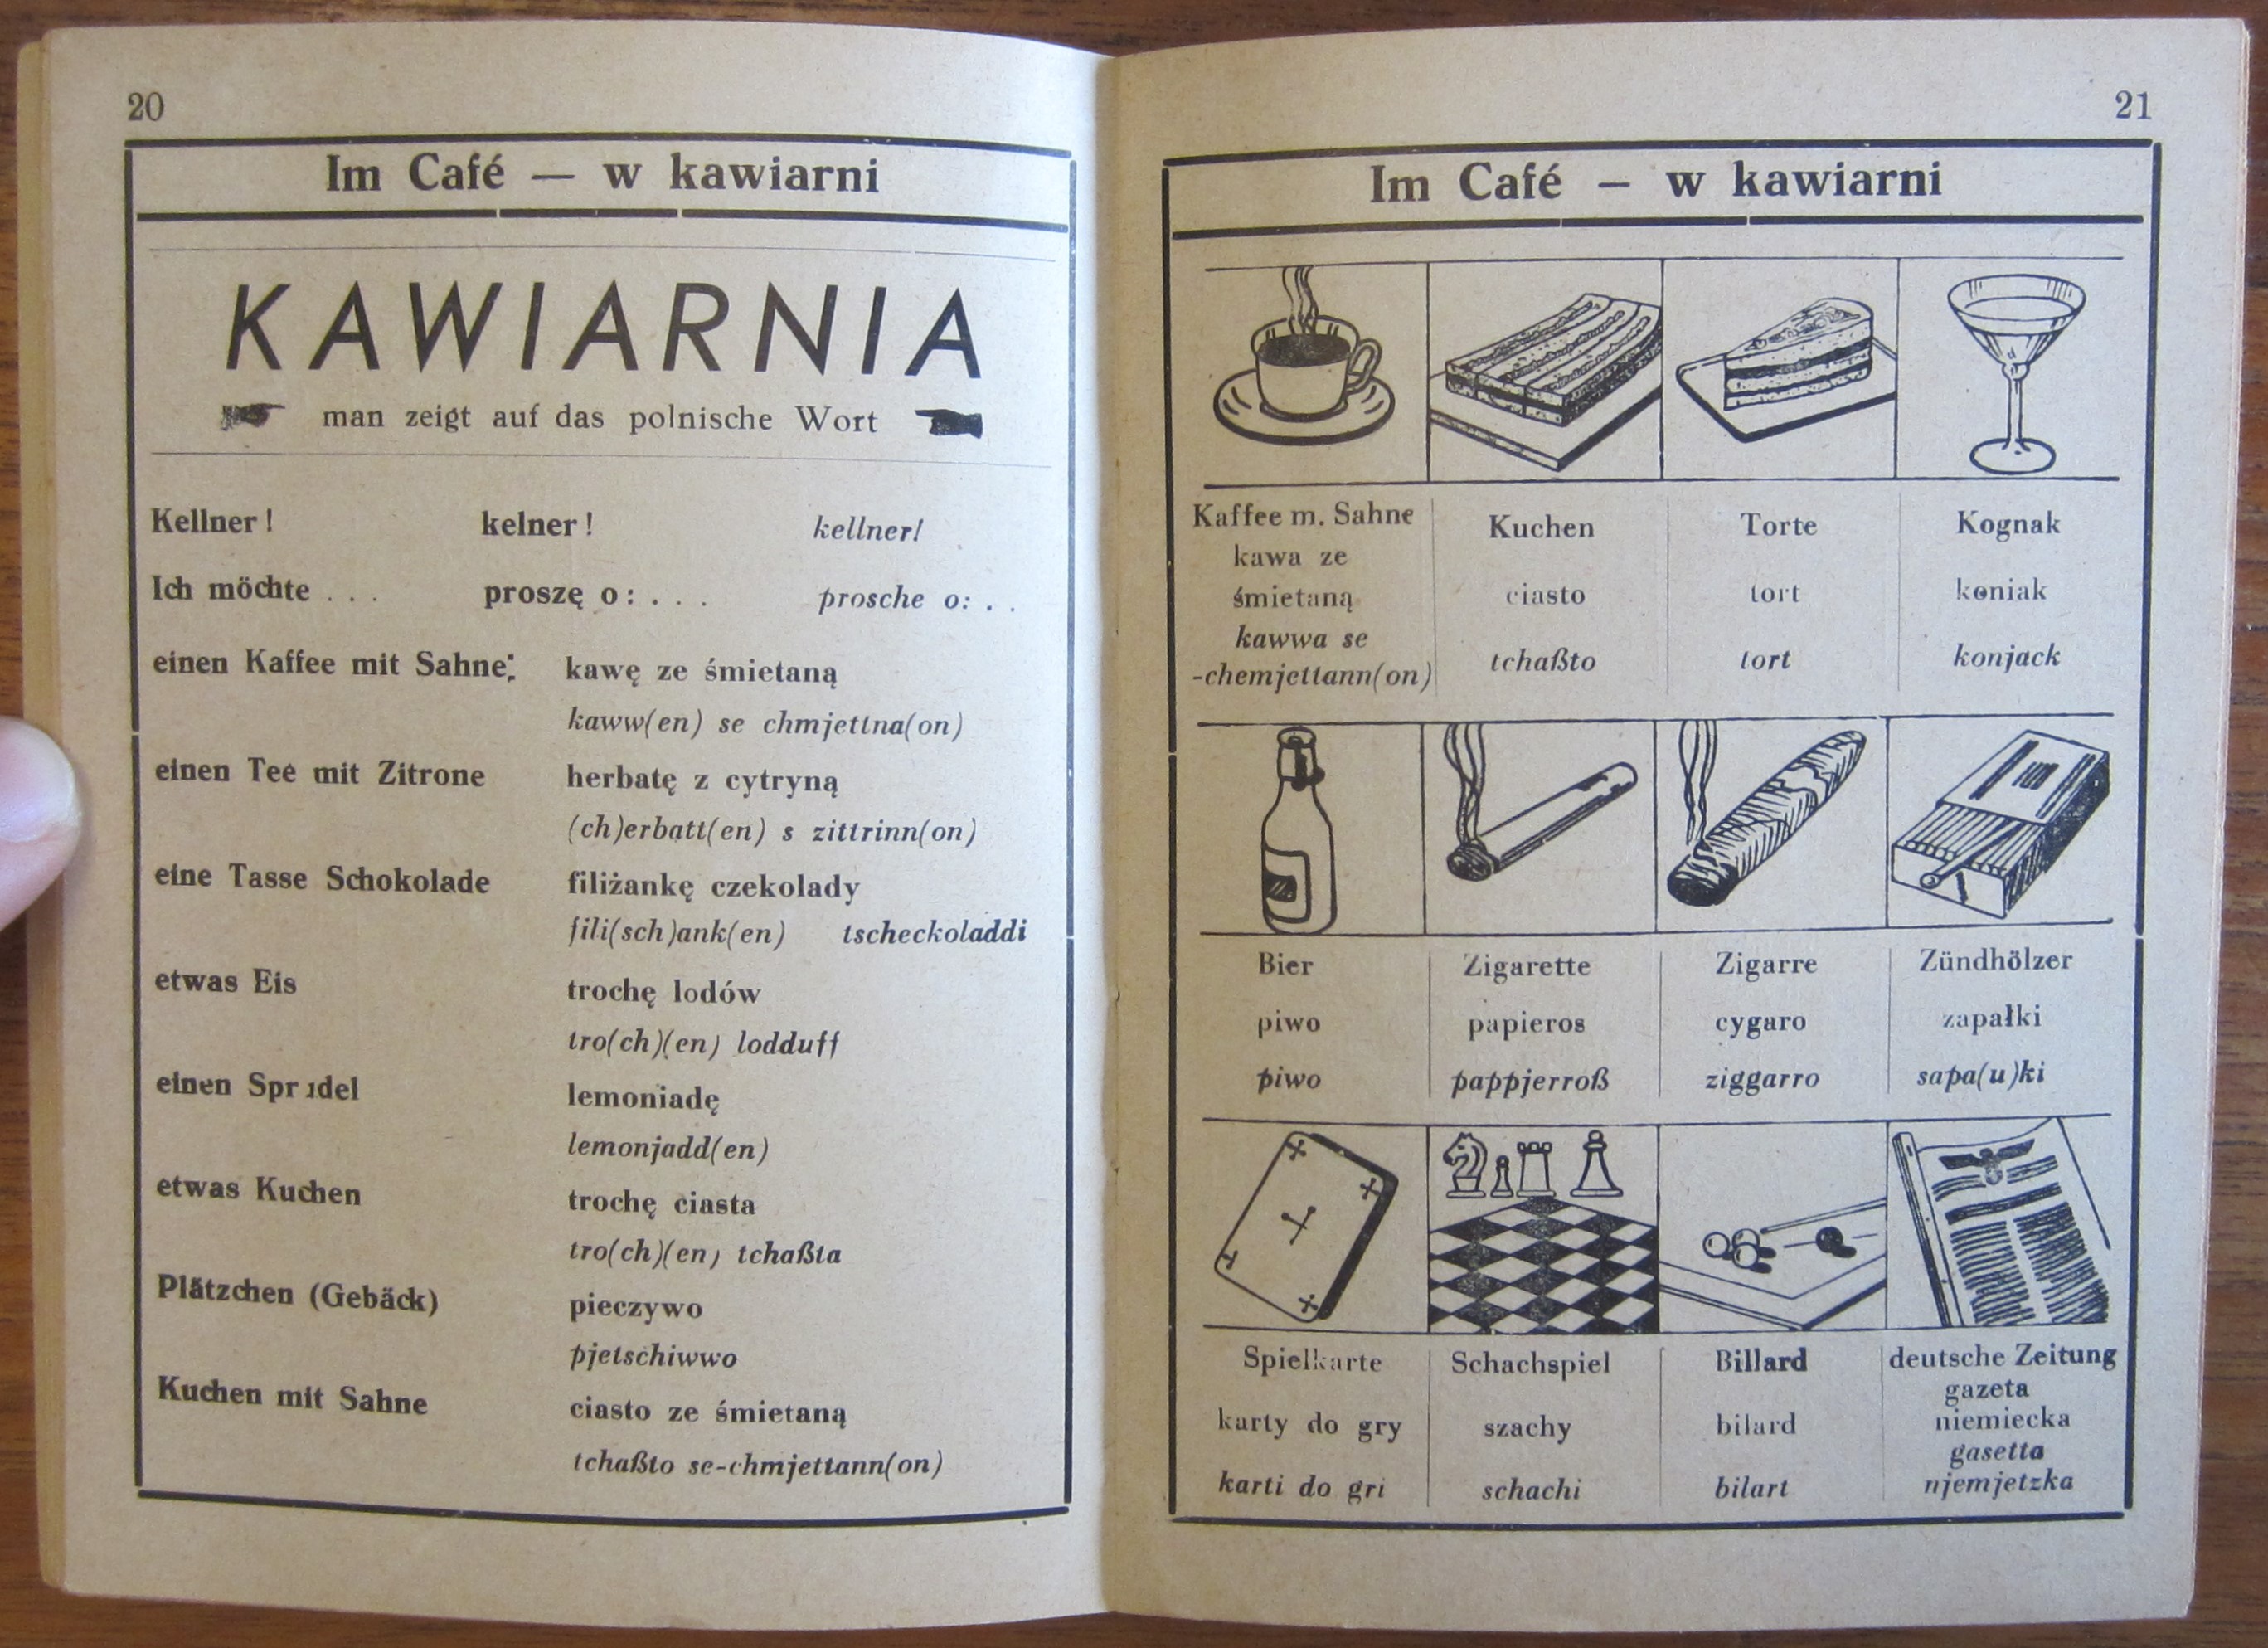 20
Im Café — w kawiarni
KAWIARNIA
man zeigt auf das polnische Wort
Kellner! kelner! kellner!
Ich möchte . . . proszę o: . . . prosche o: . .
einen Kaffee mit Sahne: kawę ze śmietaną
kaww(en) se chmjettna(on)
einen Tee mit Zitrone herbatę z cytryną
(ch)erbatt(en) s zittrinn(on)
eine Tasse Schokolade filiżankę czekolady
fili(sch)ank(en) tscheckoladdi
etwas Eis trochę lodów
tro(ch)(en) lodduff
einen Sprudel lemoniadę
lemonjadd(en)
etwas Kuchen trochę ciasta
tro(ch)(en) tchaßta
Plätzchen (Gebäck) pieczywo
pjetschiwwo
Kuchen mit Sahne ciasto ze śmietaną
tchaßto se-chmjettann(on)
21
Im Café — w kawiarni
Kaffee m. Sahne Kuchen Torte Kognak
kawa ze
śmietaną ciasto tort koniak
kawwa se
-chemjettann(on) tchaßto tort konjack
Bier Zigarette Zigarre Zündhölzer
piwo papieros cygaro zapałki
piwo pappjerroß ziggarro sapa(u)ki
Spielkarte Schachspiel Billard deutsche Zeitung
gazeta
karty do gry szachy bilard niemiecka
gasetta
karti do gri schachi bilart njemjetzka